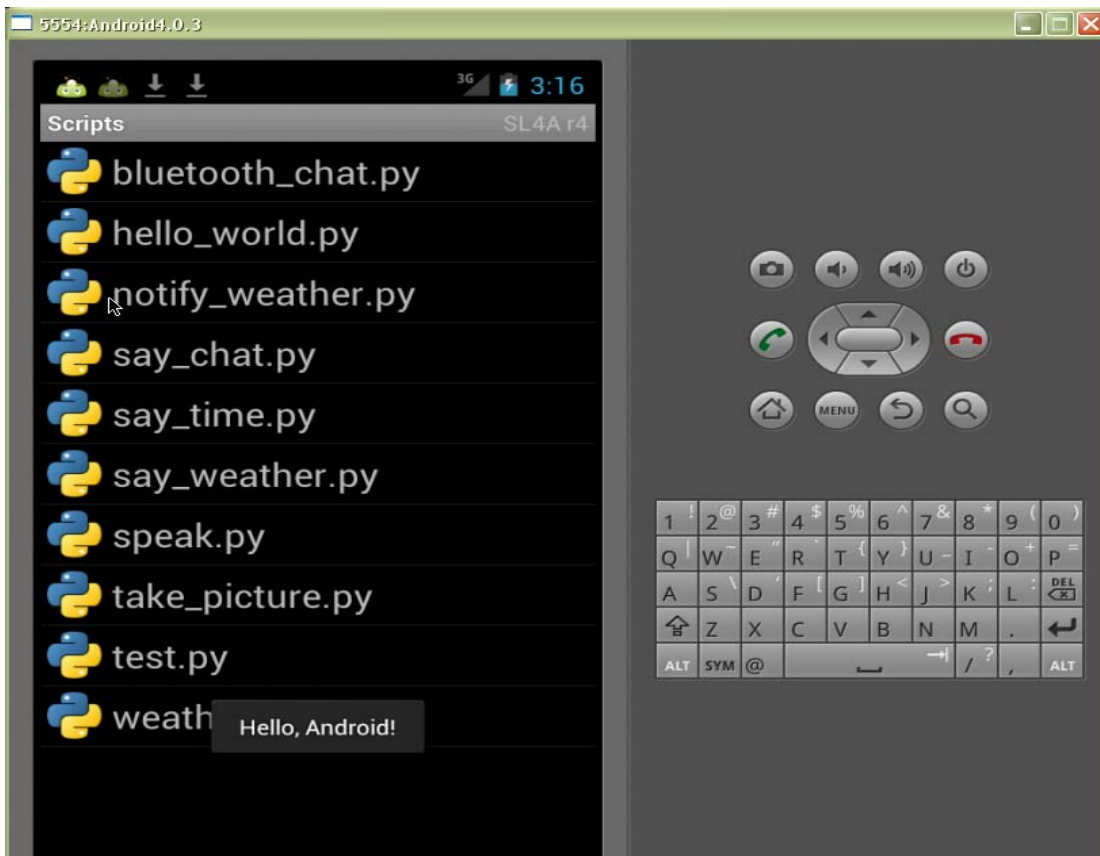 5554:Android4.0.3
3G 3:16
Scripts SL4A r4
bluetooth_chat.py
hello_world.py
notify_weather.py
say_chat.py
say_time.py
say_weather.py
speak.py
take_picture.py
test.py
weath
Hello, Android!
MENU
1 ! 2 @ 3 # 4 $ 5 % 6 ^ 7 & 8 * 9 ( 0 )
Q | W ~ E “ R ` T { Y } U - I - O + P =
A S \ D ' F [ G ] H < J > K ; L : DEL
Z X C V B N M .
ALT SYM @ / ? , ALT